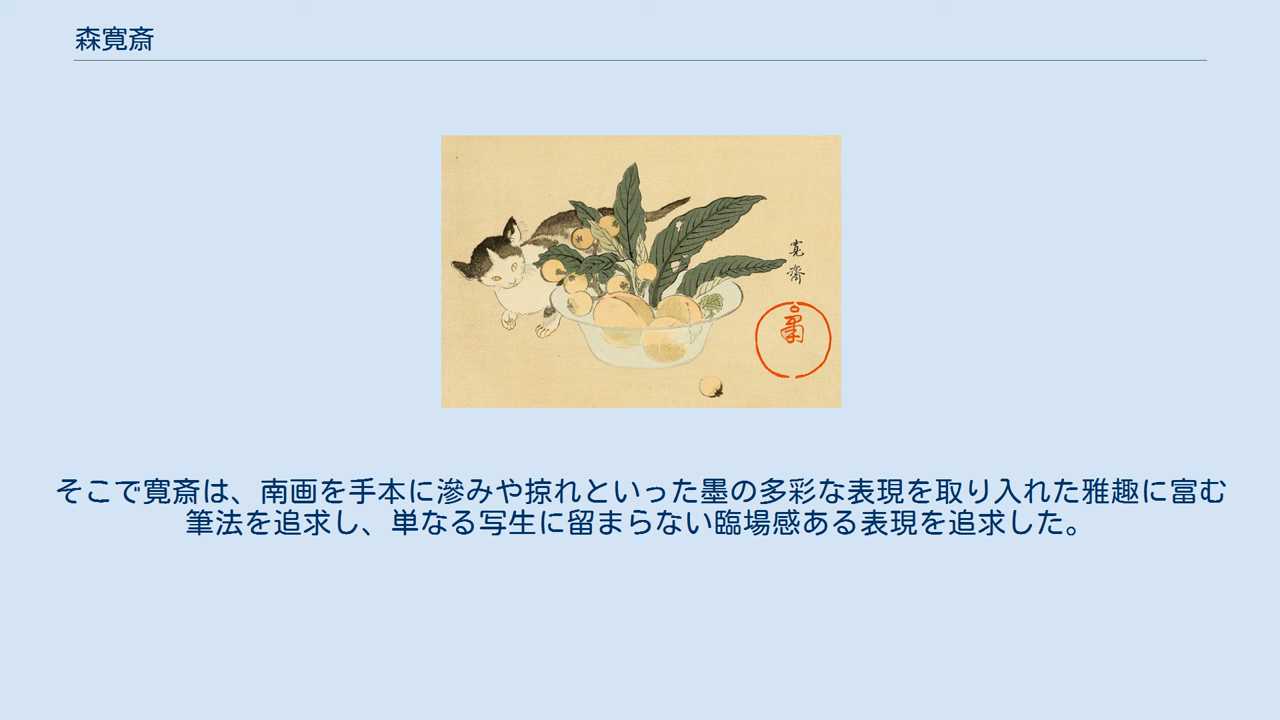 森寛斎
寛
齋
そこで寛斎は、南画を手本に滲みや掠れといった墨の多彩な表現を取り入れた雅趣に富む
筆法を追求し、単なる写生に留まらない臨場感ある表現を追求した。